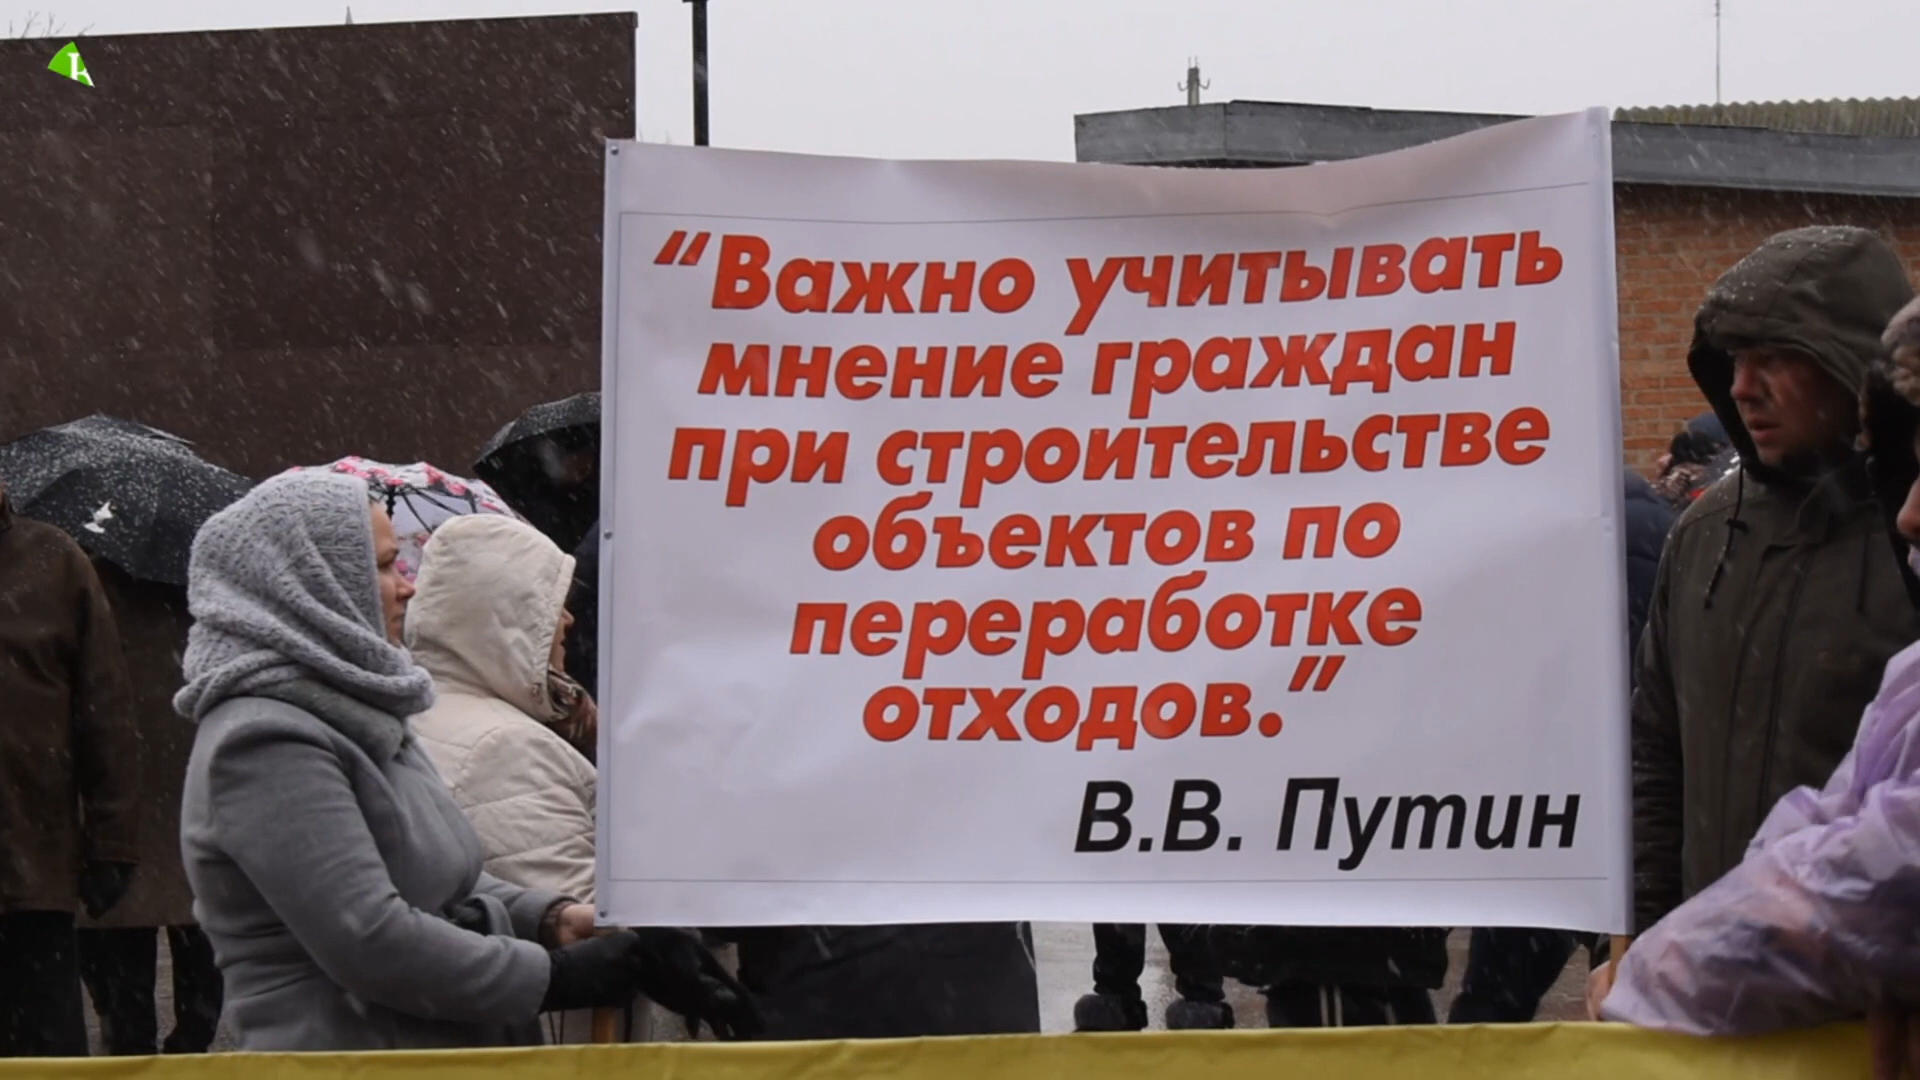 “Важно учитывать
мнение граждан
при строительстве
объектов по
переработке
отходов.”
В.В. Путин